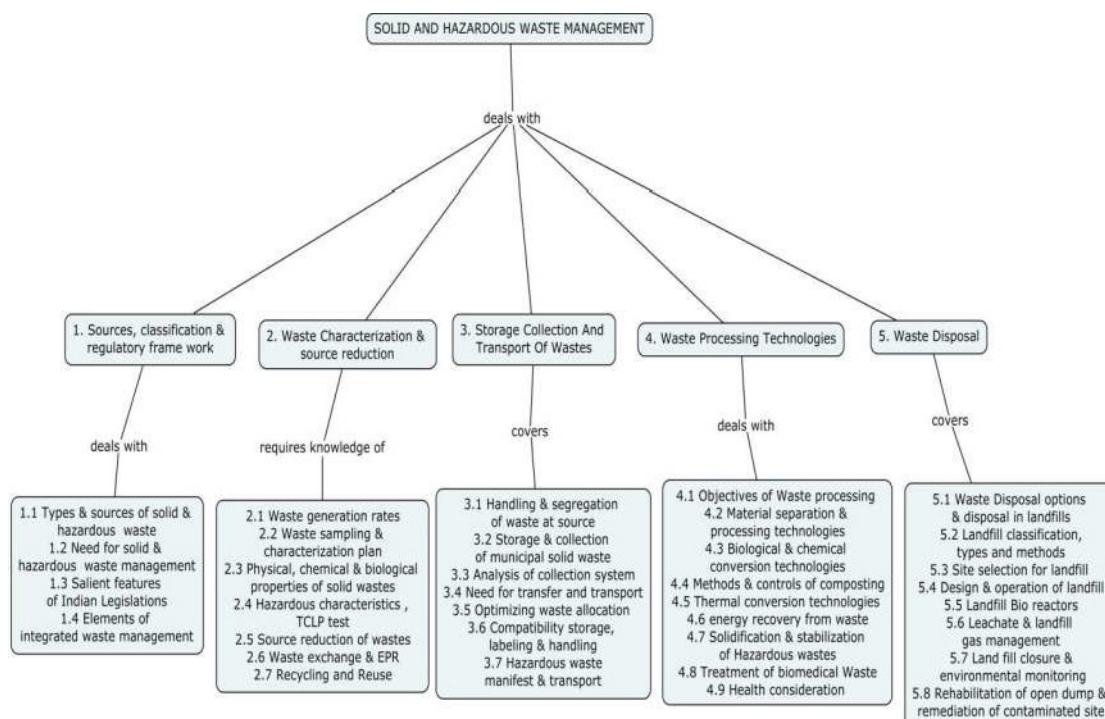 SOLID AND HAZARDOUS WASTE MANAGEMENT
deals with
1. Sources, classification &
regulatory frame work
2. Waste Characterization &
source reduction
3. Storage Collection And
Transport Of Wastes
4. Waste Processing Technologies
5. Waste Disposal
deals with
requires knowledge of
covers
deals with
covers
1.1 Types & sources of solid &
hazardous waste
1.2 Need for solid &
hazardous waste management
1.3 Salient features
of Indian Legislations
1.4 Elements of
integrated waste management
2.1 Waste generation rates
2.2 Waste sampling &
characterization plan
2.3 Physical, chemical & biological
properties of solid wastes
2.4 Hazardous characteristics ,
TCLP test
2.5 Source reduction of wastes
2.6 Waste exchange & EPR
2.7 Recycling and Reuse
3.1 Handling & segregation
of waste at source
3.2 Storage & collection
of municipal solid waste
3.3 Analysis of collection system
3.4 Need for transfer and transport
3.5 Optimizing waste allocation
3.6 Compatibility storage,
labeling & handling
3.7 Hazardous waste
manifest & transport
4.1 Objectives of Waste processing
4.2 Material separation &
processing technologies
4.3 Biological & chemical
conversion technologies
4.4 Methods & controls of composting
4.5 Thermal conversion technologies
4.6 energy recovery from waste
4.7 Solidification & stabilization
of Hazardous wastes
4.8 Treatment of biomedical Waste
4.9 Health consideration
5.1 Waste Disposal options
& disposal in landfills
5.2 Landfill classification,
types and methods
5.3 Site selection for landfill
5.4 Design & operation of landfill
5.5 Landfill Bio reactors
5.6 Leachate & landfill
gas management
5.7 Land fill closure &
environmental monitoring
5.8 Rehabilitation of open dump &
remediation of contaminated site